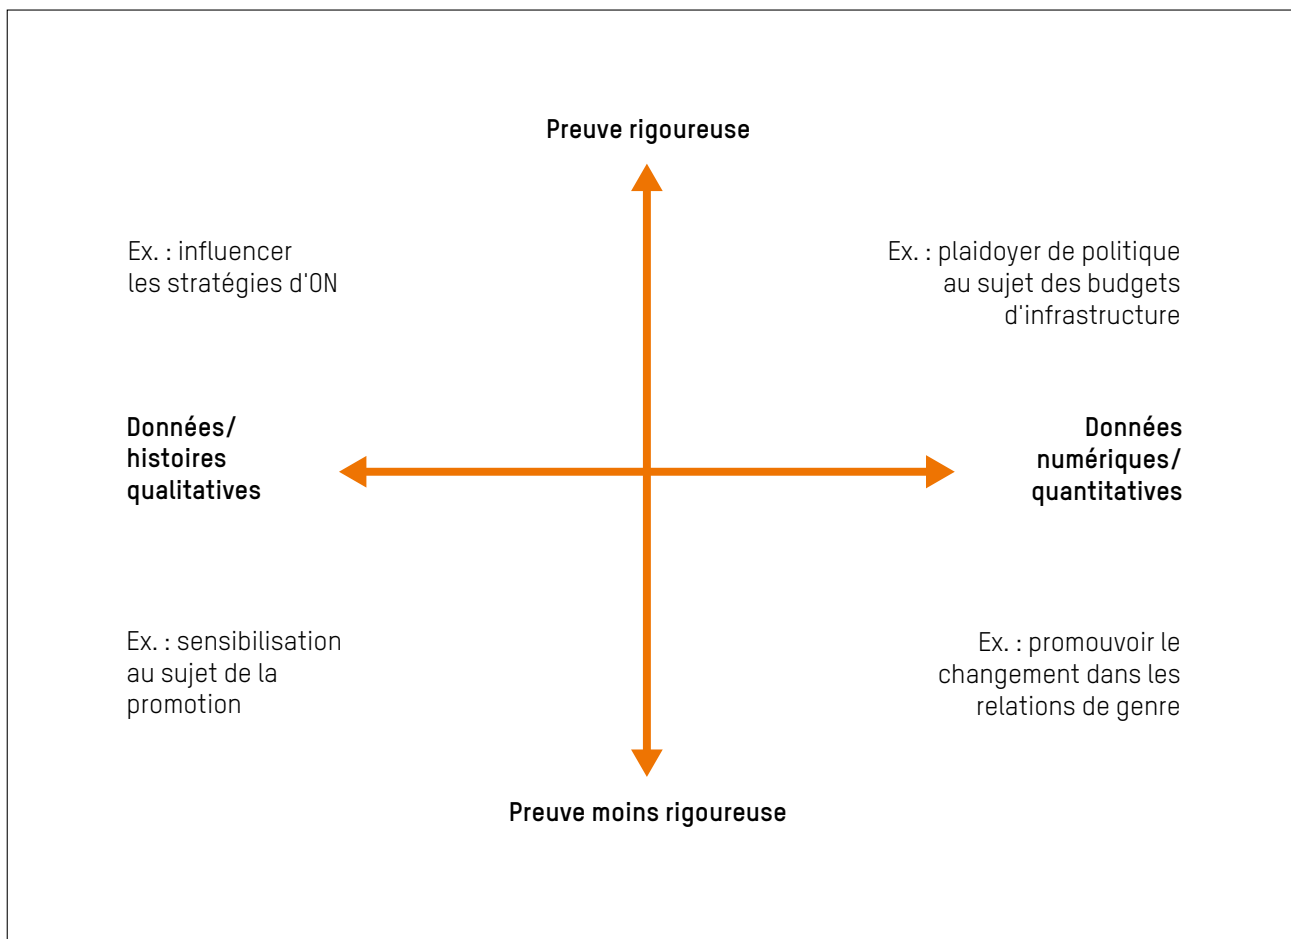 Preuve rigoureuse
Ex. : influencer
les stratégies d'ON
Ex. : plaidoyer de politique
au sujet des budgets
d'infrastructure
Données/
histoires
qualitatives
Données
numériques/
quantitatives
Ex. : sensibilisation
au sujet de la
promotion
Ex. : promouvoir le
changement dans les
relations de genre
Preuve moins rigoureuse